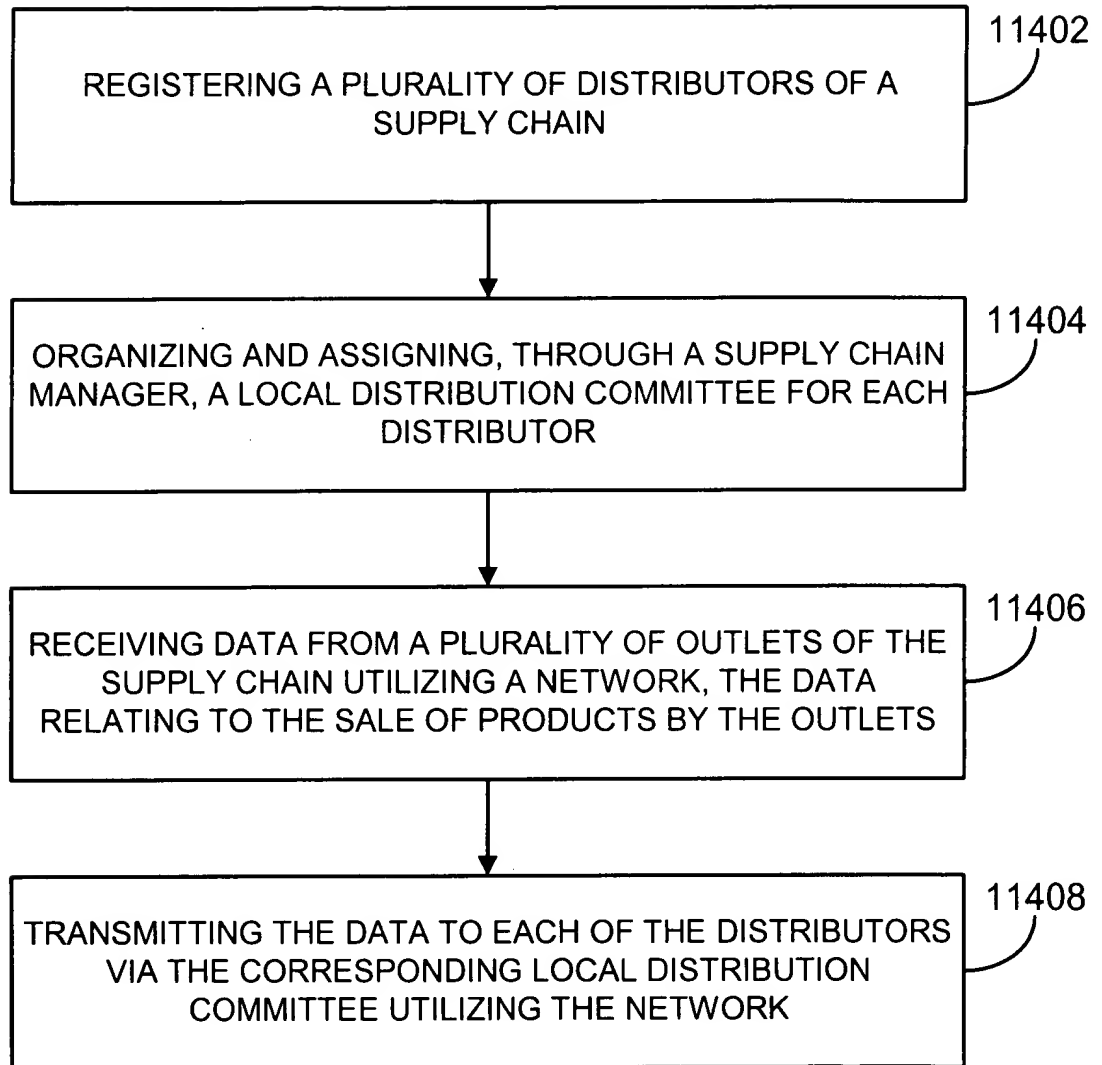 11402
REGISTERING A PLURALITY OF DISTRIBUTORS OF A
SUPPLY CHAIN
11404
ORGANIZING AND ASSIGNING, THROUGH A SUPPLY CHAIN
MANAGER, A LOCAL DISTRIBUTION COMMITTEE FOR EACH
DISTRIBUTOR
11406
RECEIVING DATA FROM A PLURALITY OF OUTLETS OF THE
SUPPLY CHAIN UTILIZING A NETWORK, THE DATA
RELATING TO THE SALE OF PRODUCTS BY THE OUTLETS
11408
TRANSMITTING THE DATA TO EACH OF THE DISTRIBUTORS
VIA THE CORRESPONDING LOCAL DISTRIBUTION
COMMITTEE UTILIZING THE NETWORK